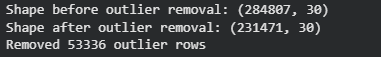 Shape before outlier removal: (284807, 30)
Shape after outlier removal: (231471, 30)
Removed 53336 outlier rows